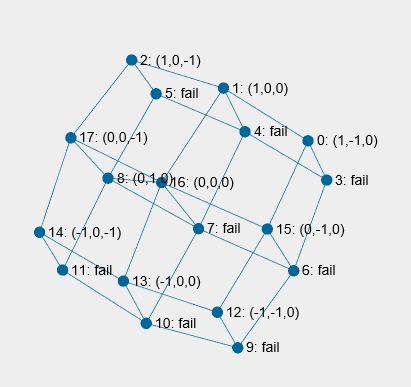 2: (1,0,-1)
1: (1,0,0)
5: fail
4: fail
0: (1,-1,0)
17: (0,0,-1)
3: fail
8: (0,1,0)
16: (0,0,0)
7: fail
15: (0,-1,0)
14: (-1,0,-1)
11: fail
6: fail
13: (-1,0,0)
12: (-1,-1,0)
10: fail
9: fail